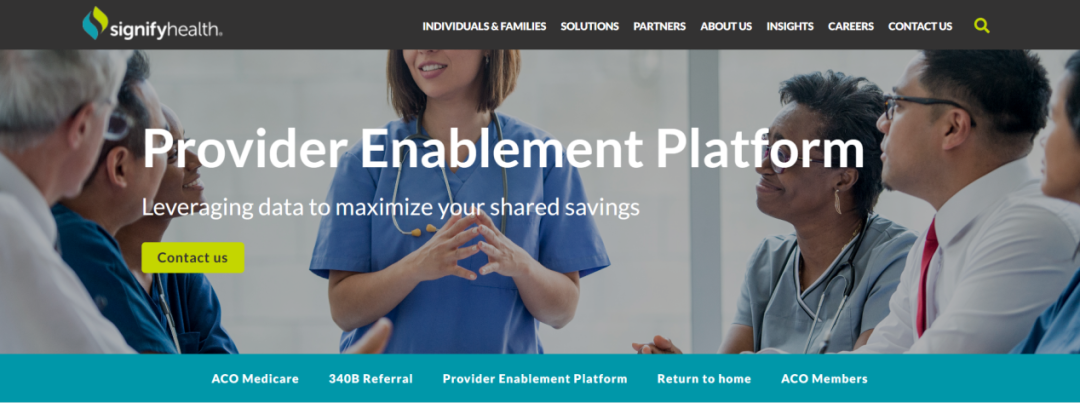 signifyhealth.
INDIVIDUALS & FAMILIES SOLUTIONS PARTNERS ABOUT US INSIGHTS CAREERS CONTACT US
Provider Enablement Platform
Leveraging data to maximize your shared savings
Contact us
ACO Medicare 340B Referral Provider Enablement Platform Return to home ACO Members